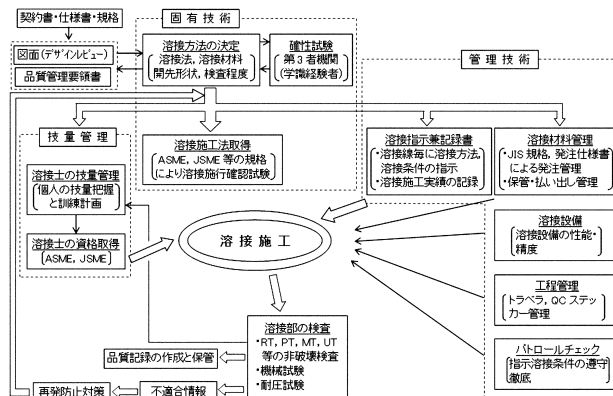 契約書・仕様書・規格
図面(デザインレビュー)
品質管理要領書
固有技術
溶接方法の決定
溶接法, 溶接材料
開先形状, 検査程度
確性試験
第3者機関
(学識経験者)
管理技術
技量管理
溶接士の技量管理
個人の技量把握
と訓練計画
溶接士の資格取得
ASME, JSME
溶接施工法取得
ASME, JSME 等の規格
により溶接施行確認試験
溶接指示兼記録書
・溶接線毎に溶接方法,
溶接条件の指示
・溶接施工実績の記録
溶接材料管理
・JIS 規格, 発注仕様書
による発注管理
・保管・払い出し管理
溶接施工
溶接設備
溶接設備の性能・
精度
工程管理
トラベラ, QC ステッ
カー管理
パトロールチェック
指示溶接条件の遵守
徹底
溶接部の検査
・RT, PT, MT, UT
等の非破壊検査
・機械試験
・耐圧試験
品質記録の作成と保管
不適合情報
再発防止対策